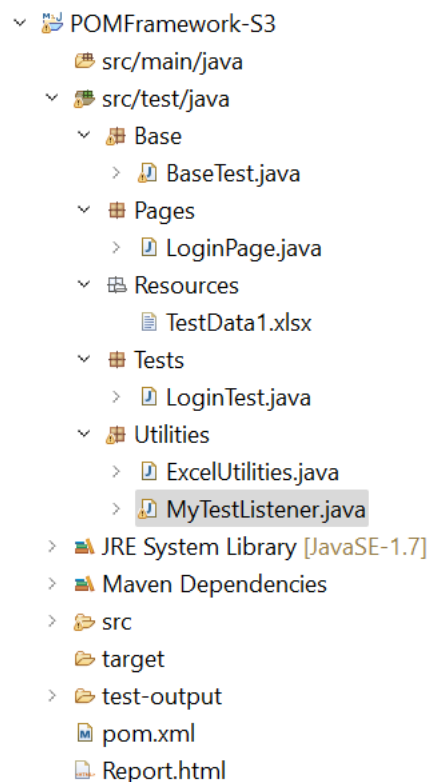 POMFramework-S3
src/main/java
src/test/java
Base
BaseTest.java
Pages
LoginPage.java
Resources
TestData1.xlsx
Tests
LoginTest.java
Utilities
ExcelUtilities.java
MyTestListener.java
JRE System Library [JavaSE-1.7]
Maven Dependencies
src
target
test-output
pom.xml
Report.html